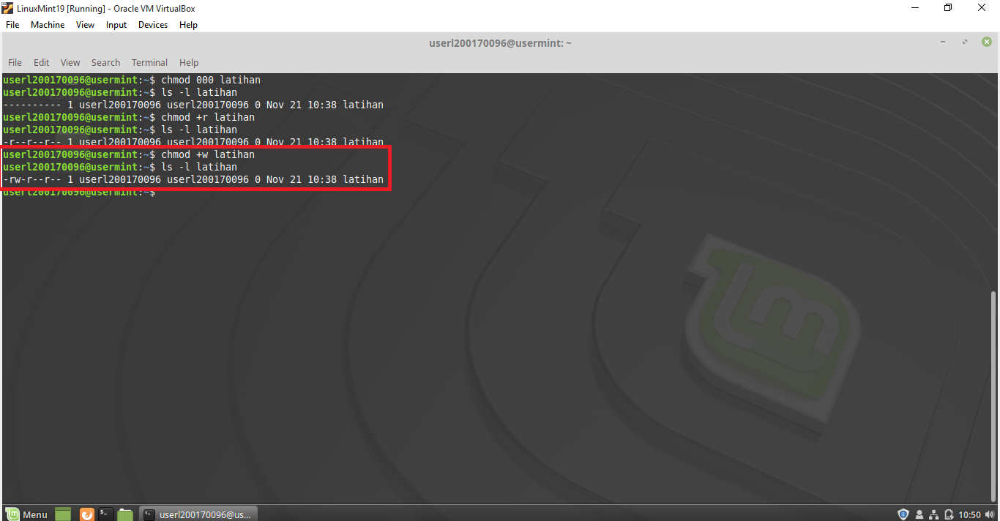 LinuxMint19 [Running] - Oracle VM VirtualBox
File Machine View Input Devices Help
userl200170096@usermint: ~
File Edit View Search Terminal Help
userl200170096@usermint:~$ chmod 000 latihan
userl200170096@usermint:~$ ls -l latihan
---------- 1 userl200170096 userl200170096 0 Nov 21 10:38 latihan
userl200170096@usermint:~$ chmod +r latihan
userl200170096@usermint:~$ ls -l latihan
-r--r--r-- 1 userl200170096 userl200170096 0 Nov 21 10:38 latihan
userl200170096@usermint:~$ chmod +w latihan
userl200170096@usermint:~$ ls -l latihan
-rw-r--r-- 1 userl200170096 userl200170096 0 Nov 21 10:38 latihan
userl200170096@usermint:~$
Menu userl200170096@us... 10:50